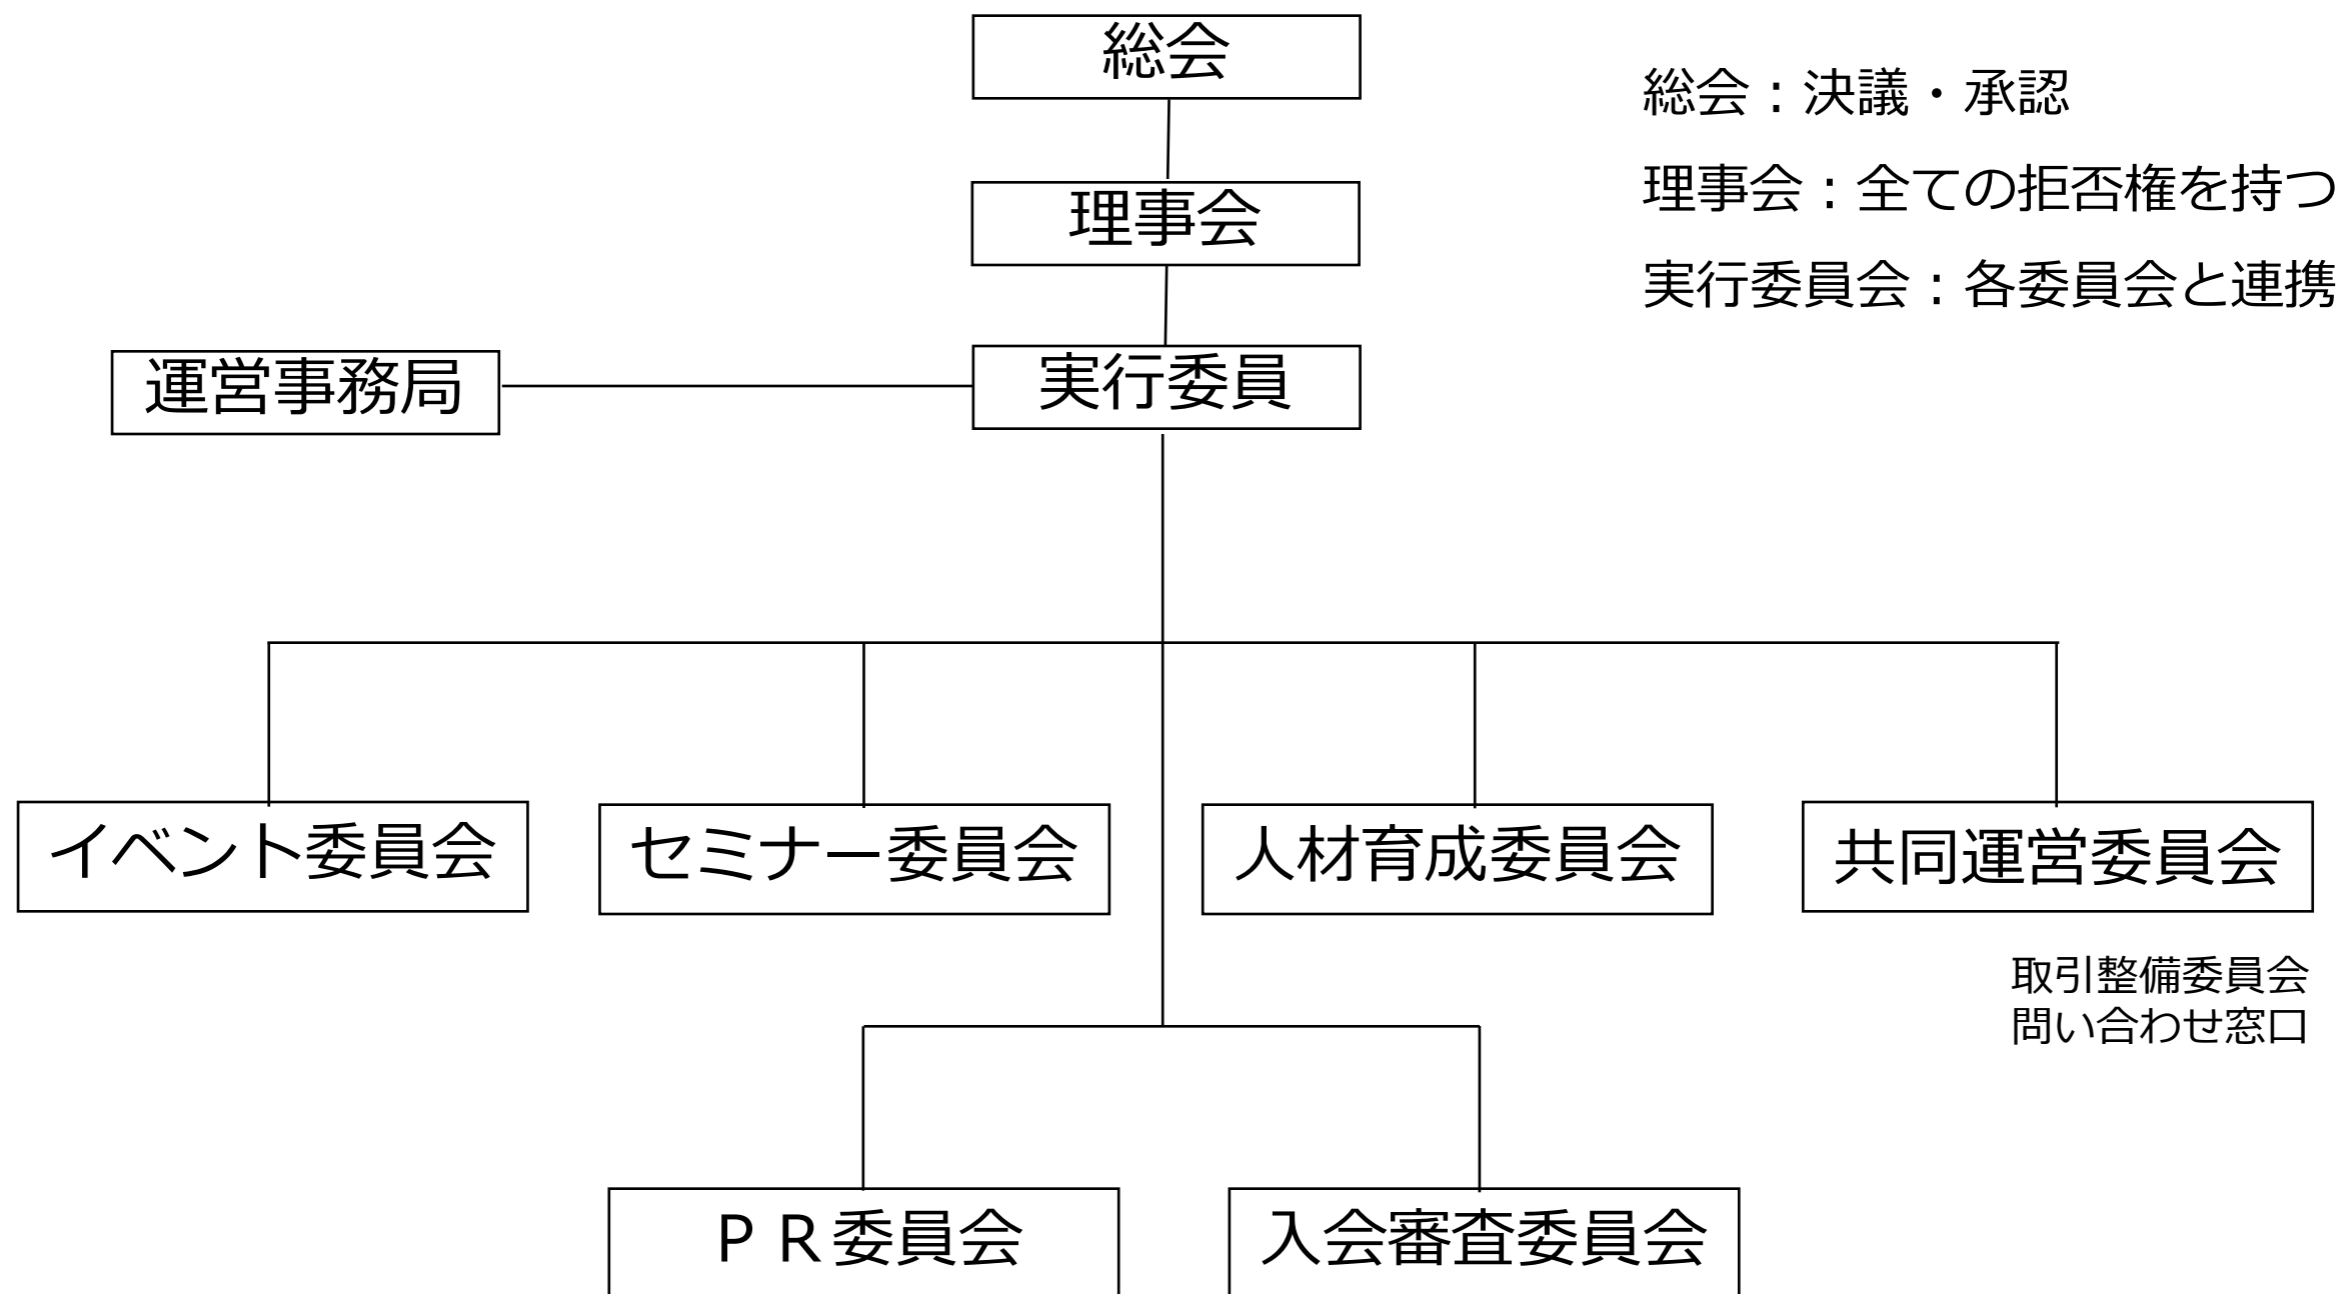 総会
総会：決議・承認
理事会
理事会：全ての拒否権を持つ
実行委員会：各委員会と連携
運営事務局
実行委員
イベント委員会
セミナー委員会
人材育成委員会
共同運営委員会
取引整備委員会
問い合わせ窓口
ＰＲ委員会
入会審査委員会